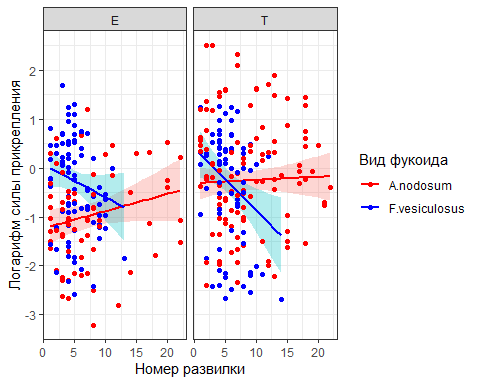 E T
Логарифм силы прикрепления
2
1
0
-1
-2
-3
0 5 10 15 20 0 5 10 15 20
Номер развилки
Вид фукоида
A.nodosum
F.vesiculosus